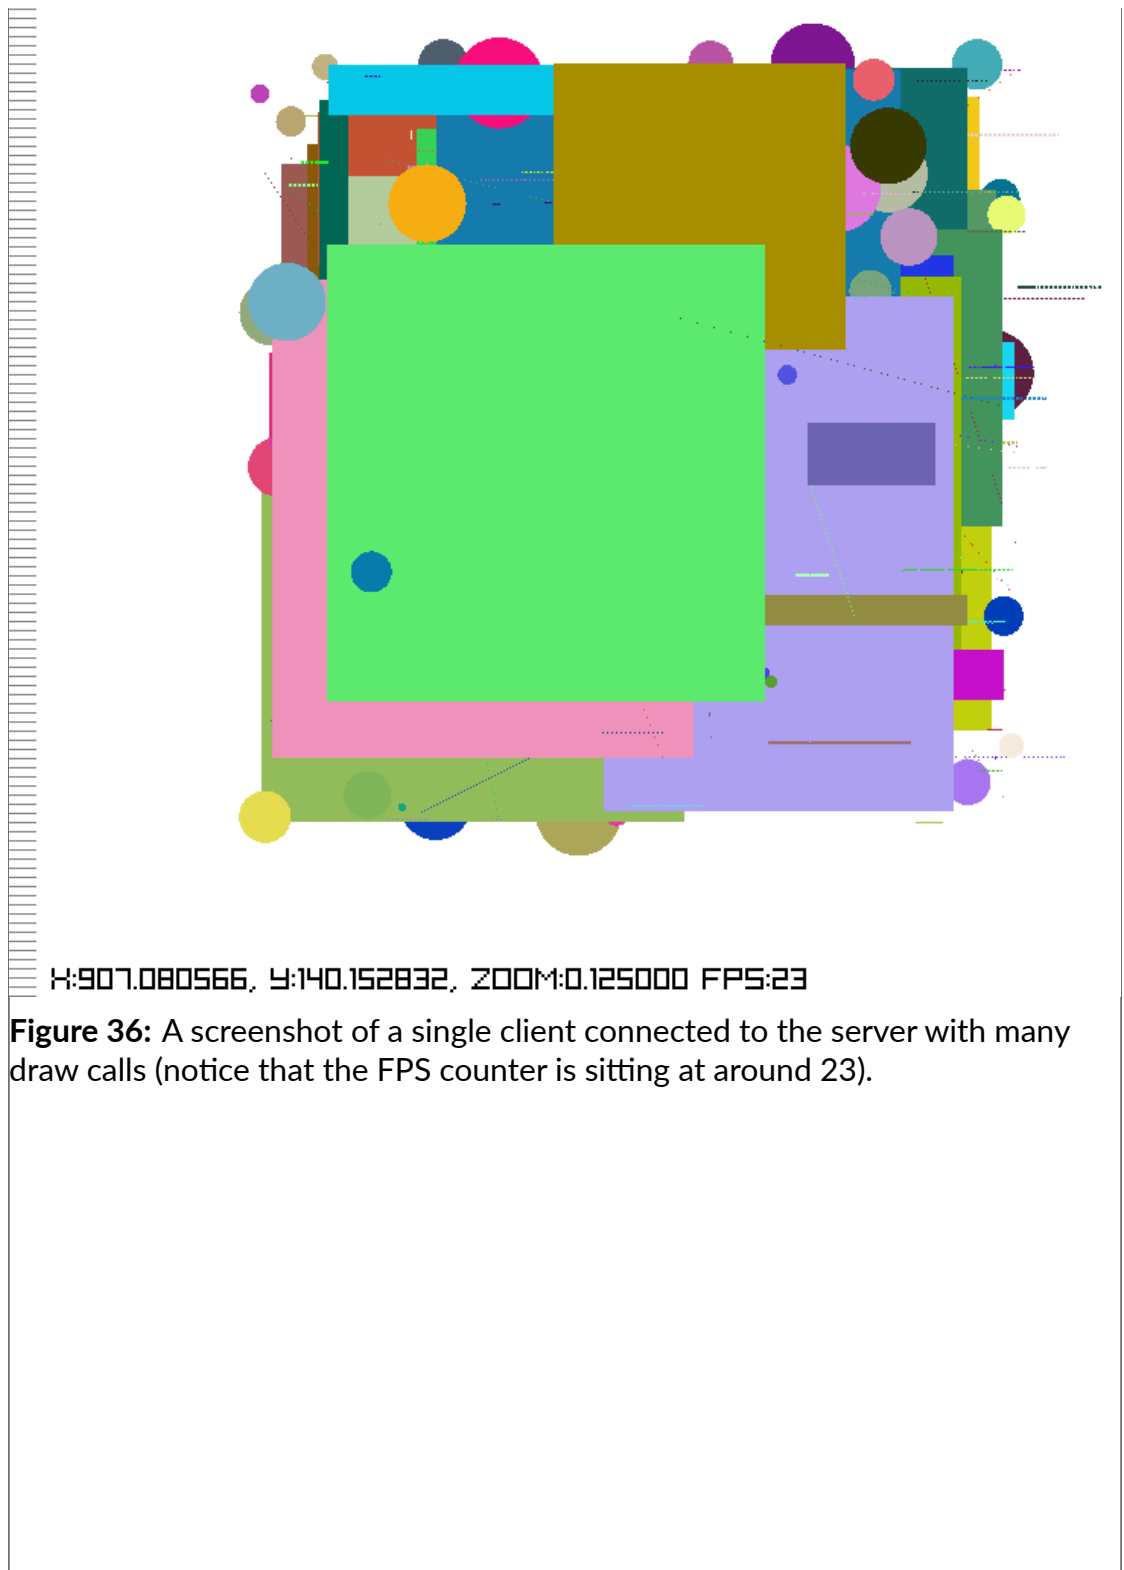 X:907.080566, Y:140.152832, ZOOM:0.125000 FPS:23
Figure 36: A screenshot of a single client connected to the server with many
draw calls (notice that the FPS counter is sitting at around 23).